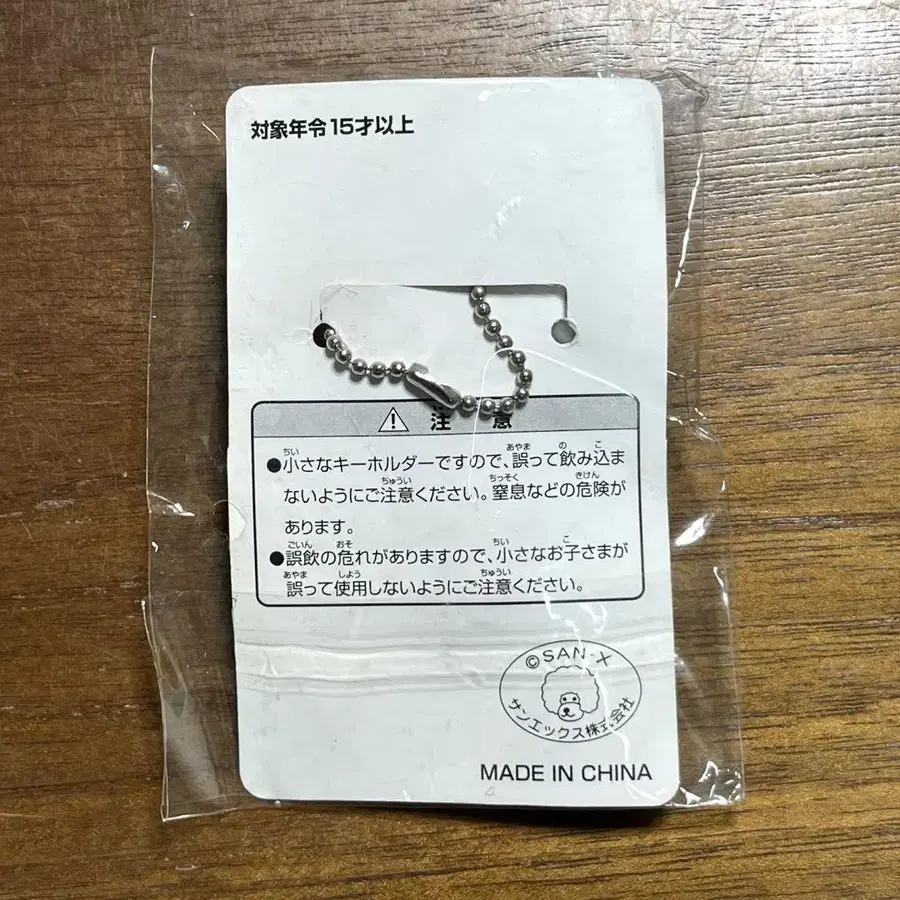 対象年令15才以上
注意
●小さなキーホルダーですので、誤って飲み込ま
ないようにご注意ください。窒息などの危険が
あります。
●誤飲の危れがありますので、小さなお子さまが
誤って使用しないようにご注意ください。
©SAN-X
サンエックス株式会社
MADE IN CHINA